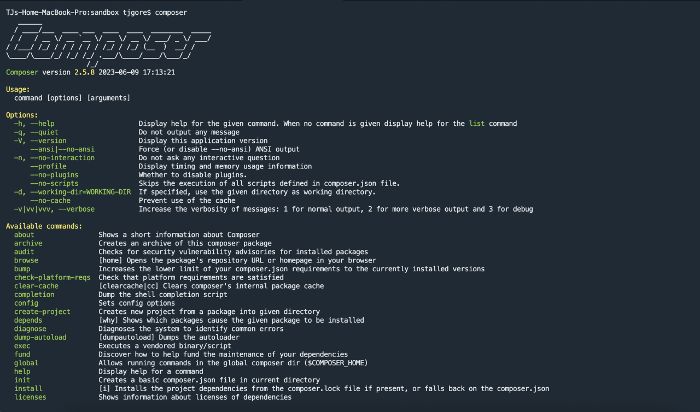 TJs-Home-MacBook-Pro:sandbox tjgore$ composer
Composer
Composer version 2.5.8 2023-06-09 17:13:21
Usage:
command [options] [arguments]
Options:
-h, --help Display help for the given command. When no command is given display help for the list command
-q, --quiet Do not output any message
-V, --version Display this application version
--ansi|--no-ansi Force (or disable --no-ansi) ANSI output
-n, --no-interaction Do not ask any interactive question
--profile Display timing and memory usage information
--no-plugins Whether to disable plugins.
--no-scripts Skips the execution of all scripts defined in composer.json file.
-d, --working-dir=WORKING-DIR If specified, use the given directory as working directory.
--no-cache Prevent use of the cache
-v|vv|vvv, --verbose Increase the verbosity of messages: 1 for normal output, 2 for more verbose output and 3 for debug
Available commands:
about Shows a short information about Composer
archive Creates an archive of this composer package
audit Checks for security vulnerability advisories for installed packages
browse [home] Opens the package's repository URL or homepage in your browser
bump Increases the lower limit of your composer.json requirements to the currently installed versions
check-platform-reqs Check that platform requirements are satisfied
clear-cache [clearcache|cc] Clears composer's internal package cache
completion Dump the shell completion script
config Sets config options
create-project Creates new project from a package into given directory
depends [why] Shows which packages cause the given package to be installed
diagnose Diagnoses the system to identify common errors
dump-autoload [dumpautoload] Dumps the autoloader
exec Executes a vendored binary/script
fund Discover how to help fund the maintenance of your dependencies
global Allows running commands in the global composer dir ($COMPOSER_HOME)
help Display help for a command
init Creates a basic composer.json file in current directory
install [i] Installs the project dependencies from the composer.lock file if present, or falls back on the composer.json
licenses Shows information about licenses of dependencies